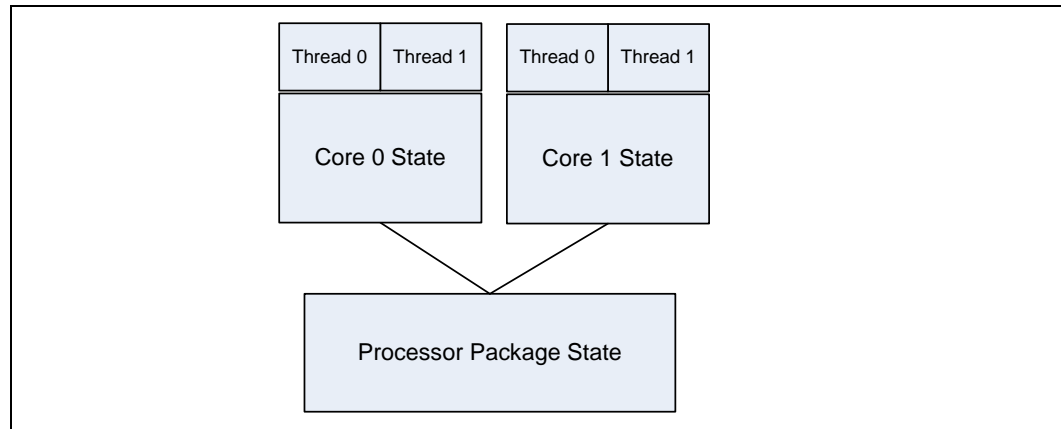 Thread 0 Thread 1 Thread 0 Thread 1
Core 0 State Core 1 State
Processor Package State